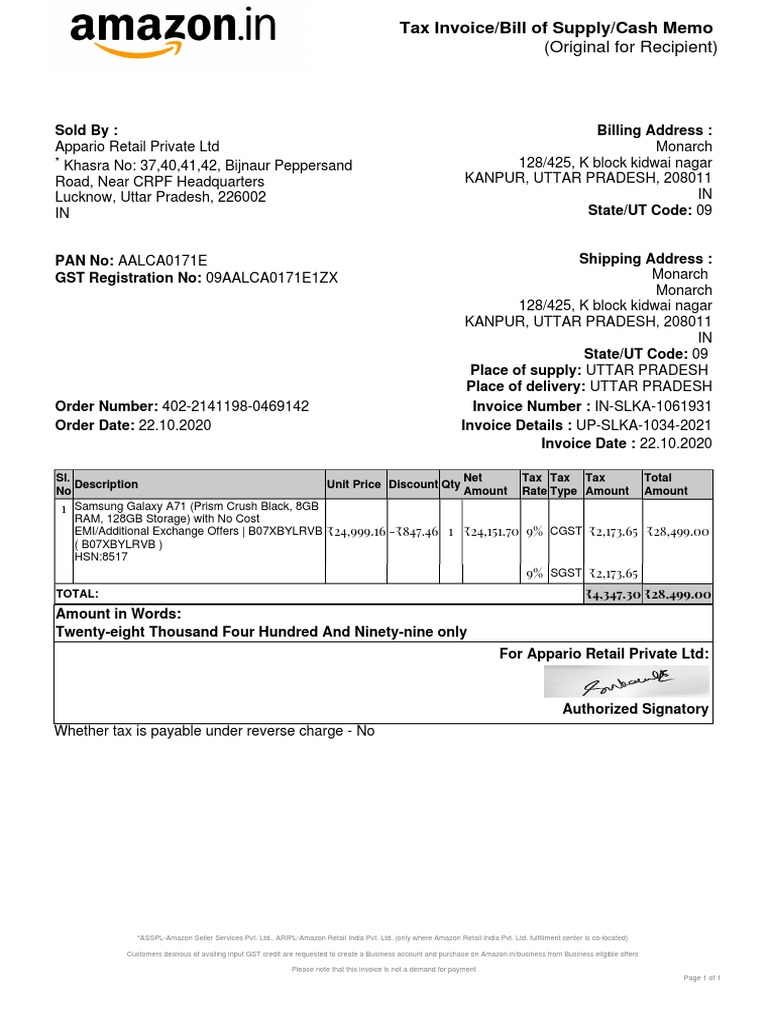 amazon.in
Tax Invoice/Bill of Supply/Cash Memo
(Original for Recipient)
Sold By :
Appario Retail Private Ltd
* Khasra No: 37,40,41,42, Bijnaur Peppersand
Road, Near CRPF Headquarters
Lucknow, Uttar Pradesh, 226002
IN
Billing Address :
Monarch
128/425, K block kidwai nagar
KANPUR, UTTAR PRADESH, 208011
IN
State/UT Code: 09
PAN No: AALCA0171E
GST Registration No: 09AALCA0171E1ZX
Shipping Address :
Monarch
Monarch
128/425, K block kidwai nagar
KANPUR, UTTAR PRADESH, 208011
IN
State/UT Code: 09
Place of supply: UTTAR PRADESH
Place of delivery: UTTAR PRADESH
Order Number: 402-2141198-0469142
Order Date: 22.10.2020
Invoice Number : IN-SLKA-1061931
Invoice Details : UP-SLKA-1034-2021
Invoice Date : 22.10.2020
Sl. No Description Unit Price Discount Qty Net Amount Tax Rate Tax Type Tax Amount Total Amount
1 Samsung Galaxy A71 (Prism Crush Black, 8GB
RAM, 128GB Storage) with No Cost
EMI/Additional Exchange Offers | B07XBYLRVB ₹24,999.16 -₹847.46 1 ₹24,151.70 9% CGST ₹2,173.65 ₹28,499.00
( B07XBYLRVB )
HSN:8517
9% SGST ₹2,173.65
TOTAL: ₹4,347.30 ₹28,499.00
Amount in Words:
Twenty-eight Thousand Four Hundred And Ninety-nine only
For Appario Retail Private Ltd:
Authorized Signatory
Whether tax is payable under reverse charge - No
*ASSPL-Amazon Seller Services Pvt. Ltd., ARIPL-Amazon Retail India Pvt. Ltd. (only where Amazon Retail India Pvt. Ltd. fulfillment center is co-located)
Customers desirous of availing input GST credit are requested to create a Business account and purchase on Amazon.in/business from Business eligible offers
Please note that this invoice is not a demand for payment
Page 1 of 1